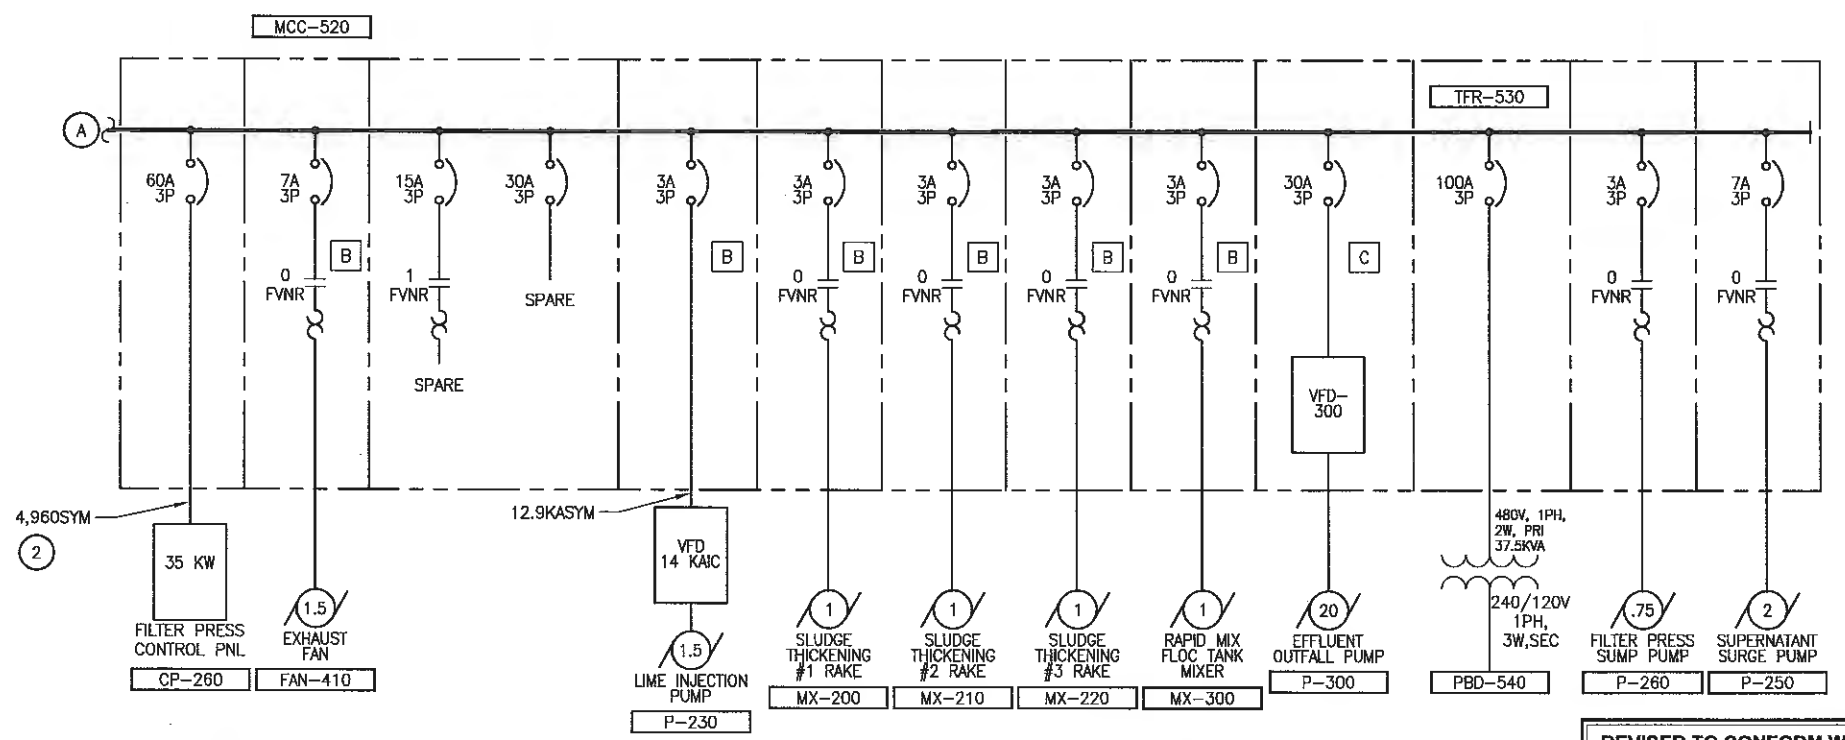 MCC-520
TFR-530
A
60A
3P
7A
3P
15A
3P
30A
3P
3A
3P
3A
3P
3A
3P
3A
3P
3A
3P
30A
3P
100A
3P
3A
3P
7A
3P
B
B
B
B
B
B
C
0
FVNR
1
FVNR
SPARE
0
FVNR
0
FVNR
0
FVNR
0
FVNR
0
FVNR
0
FVNR
SPARE
VFD-
300
4,960SYM
2
12.9KASYM
35 KW
VFD
14 KAIC
480V, 1PH,
2W, PRI
37.5KVA
240/120V
1PH,
3W,SEC
FILTER PRESS
CONTROL PNL
CP-260
1.5
EXHAUST
FAN
FAN-410
1.5
LIME INJECTION
PUMP
P-230
1
SLUDGE
THICKENING
#1 RAKE
MX-200
1
SLUDGE
THICKENING
#2 RAKE
MX-210
1
SLUDGE
THICKENING
#3 RAKE
MX-220
1
RAPID MIX
FLOC TANK
MIXER
MX-300
20
EFFLUENT
OUTFALL PUMP
P-300
PBD-540
.75
FILTER PRESS
SUMP PUMP
P-260
2
SUPERNATANT
SURGE PUMP
P-250
REVISED TO CONFORM W